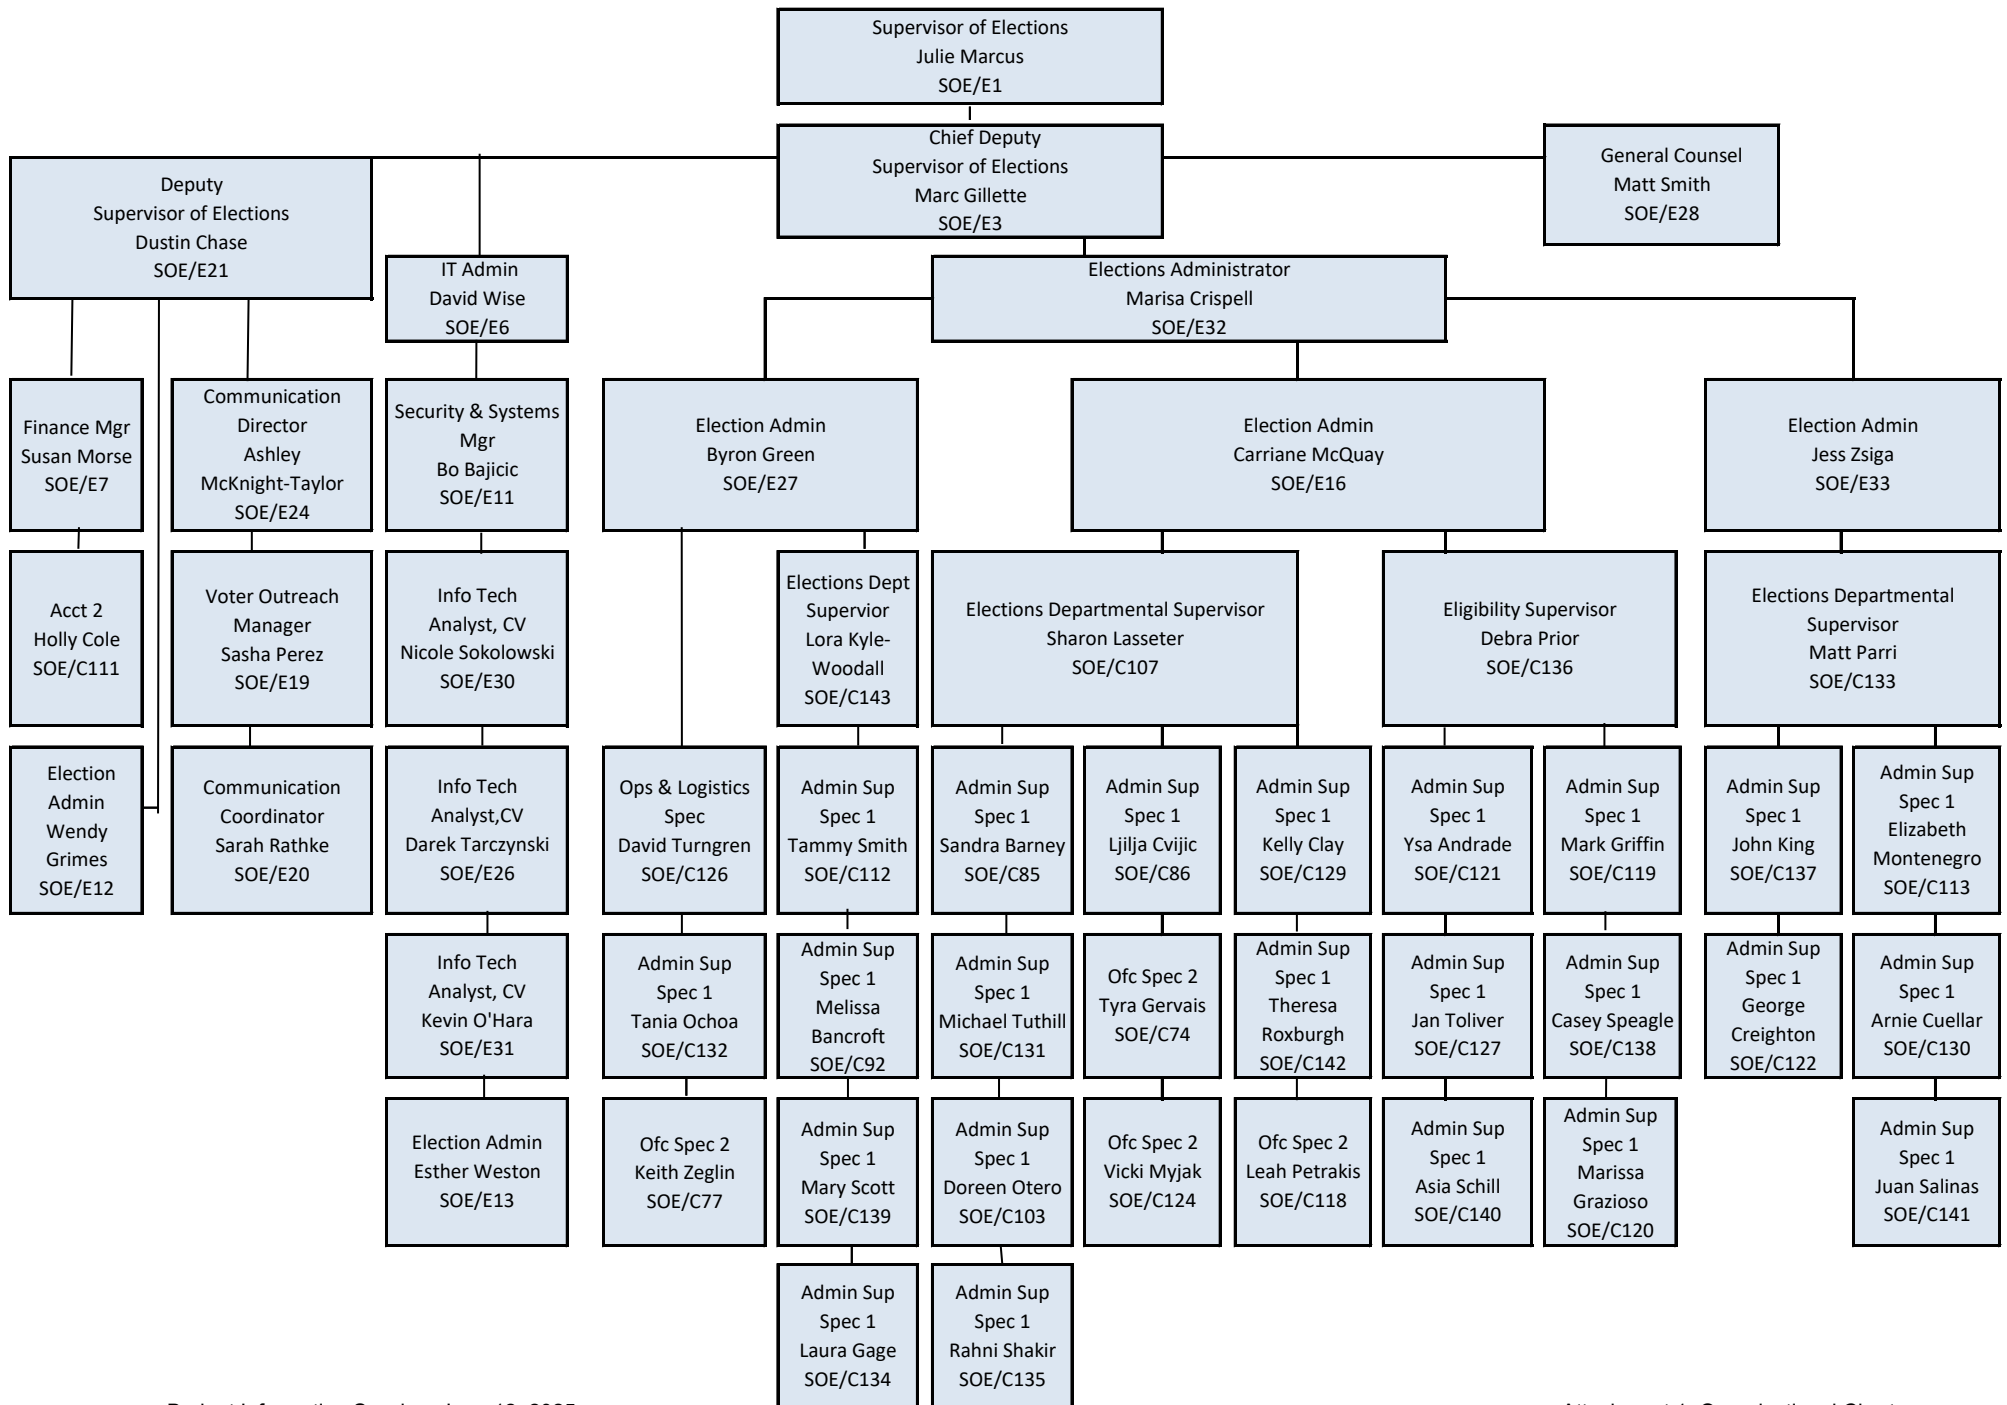 Supervisor of Elections
Julie Marcus
SOE/E1
Chief Deputy
Supervisor of Elections
Marc Gillette
SOE/E3
General Counsel
Matt Smith
SOE/E28
Deputy
Supervisor of Elections
Dustin Chase
SOE/E21
IT Admin
David Wise
SOE/E6
Elections Administrator
Marisa Crispell
SOE/E32
Finance Mgr
Susan Morse
SOE/E7
Communication
Director
Ashley
McKnight-Taylor
SOE/E24
Security & Systems
Mgr
Bo Bajicic
SOE/E11
Election Admin
Byron Green
SOE/E27
Election Admin
Carriane McQuay
SOE/E16
Election Admin
Jess Zsiga
SOE/E33
Acct 2
Holly Cole
SOE/C111
Voter Outreach
Manager
Sasha Perez
SOE/E19
Info Tech
Analyst, CV
Nicole Sokolowski
SOE/E30
Elections Dept
Supervior
Lora Kyle-
Woodall
SOE/C143
Elections Departmental Supervisor
Sharon Lasseter
SOE/C107
Eligibility Supervisor
Debra Prior
SOE/C136
Elections Departmental
Supervisor
Matt Parri
SOE/C133
Election
Admin
Wendy
Grimes
SOE/E12
Communication
Coordinator
Sarah Rathke
SOE/E20
Info Tech
Analyst,CV
Darek Tarczynski
SOE/E26
Ops & Logistics
Spec
David Turngren
SOE/C126
Admin Sup
Spec 1
Tammy Smith
SOE/C112
Admin Sup
Spec 1
Sandra Barney
SOE/C85
Admin Sup
Spec 1
Ljilja Cvijic
SOE/C86
Admin Sup
Spec 1
Kelly Clay
SOE/C129
Admin Sup
Spec 1
Ysa Andrade
SOE/C121
Admin Sup
Spec 1
Mark Griffin
SOE/C119
Admin Sup
Spec 1
John King
SOE/C137
Admin Sup
Spec 1
Elizabeth
Montenegro
SOE/C113
Info Tech
Analyst, CV
Kevin O'Hara
SOE/E31
Admin Sup
Spec 1
Tania Ochoa
SOE/C132
Admin Sup
Spec 1
Melissa
Bancroft
SOE/C92
Admin Sup
Spec 1
Michael Tuthill
SOE/C131
Ofc Spec 2
Tyra Gervais
SOE/C74
Admin Sup
Spec 1
Theresa
Roxburgh
SOE/C142
Admin Sup
Spec 1
Jan Toliver
SOE/C127
Admin Sup
Spec 1
Casey Speagle
SOE/C138
Admin Sup
Spec 1
George
Creighton
SOE/C122
Admin Sup
Spec 1
Arnie Cuellar
SOE/C130
Election Admin
Esther Weston
SOE/E13
Ofc Spec 2
Keith Zeglin
SOE/C77
Admin Sup
Spec 1
Mary Scott
SOE/C139
Admin Sup
Spec 1
Doreen Otero
SOE/C103
Ofc Spec 2
Vicki Myjak
SOE/C124
Ofc Spec 2
Leah Petrakis
SOE/C118
Admin Sup
Spec 1
Asia Schill
SOE/C140
Admin Sup
Spec 1
Marissa
Grazioso
SOE/C120
Admin Sup
Spec 1
Juan Salinas
SOE/C141
Admin Sup
Spec 1
Laura Gage
SOE/C134
Admin Sup
Spec 1
Rahni Shakir
SOE/C135